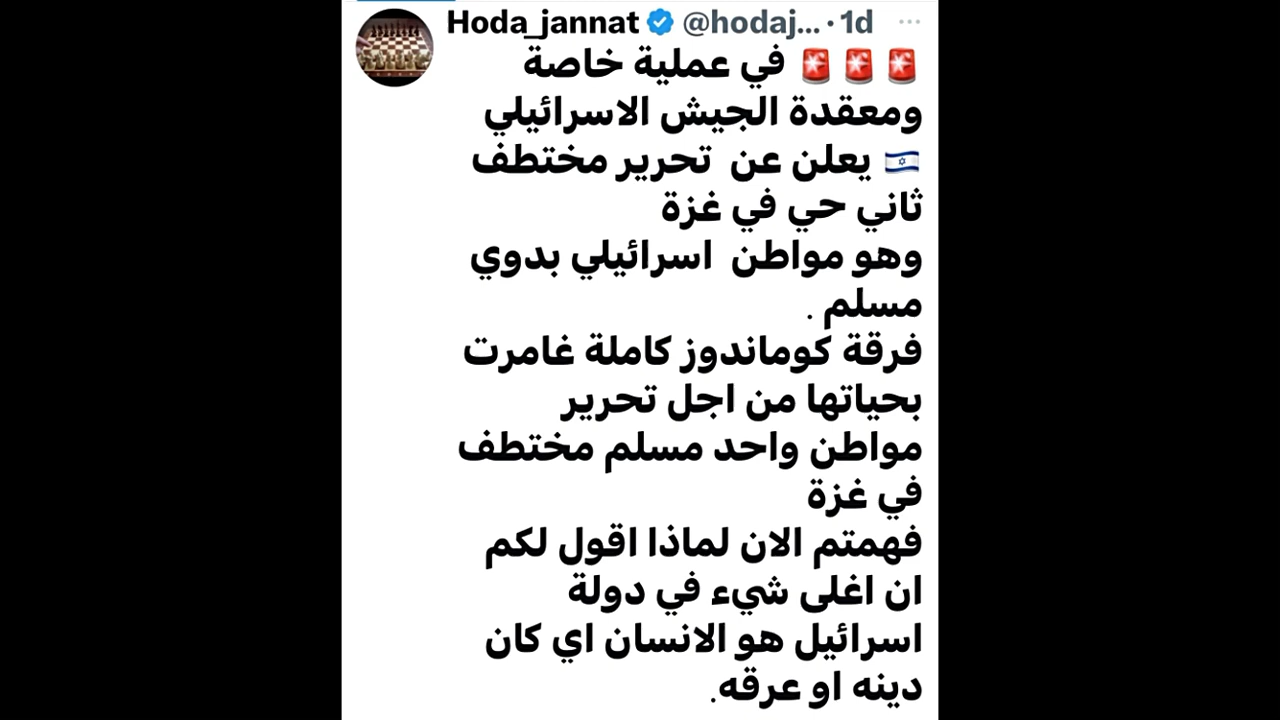 Hoda_jannat @hodaj... · 1d
🚨🚨🚨 في عملية خاصة
ومعقدة الجيش الاسرائيلي
🇮🇱 يعلن عن تحرير مختطف
ثاني حي في غزة
وهو مواطن اسرائيلي بدوي
مسلم .
فرقة كوماندوز كاملة غامرت
بحياتها من اجل تحرير
مواطن واحد مسلم مختطف
في غزة
فهمتم الان لماذا اقول لكم
ان اغلى شيء في دولة
اسرائيل هو الانسان اي كان
دينه او عرقه.